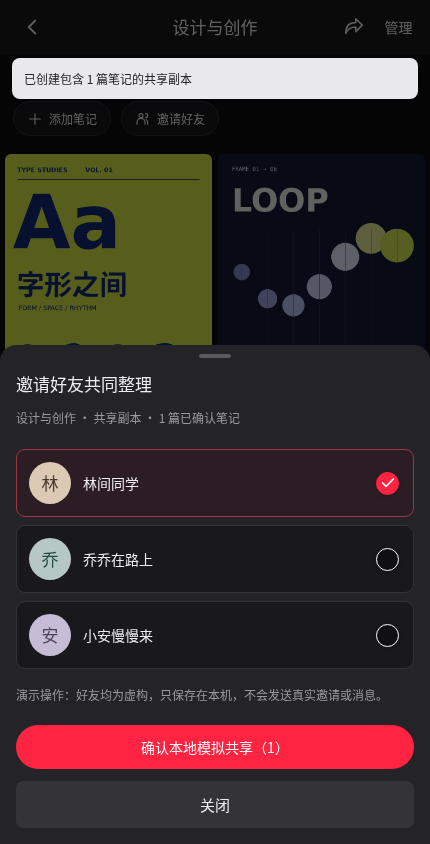 设计与创作
管理
已创建包含 1 篇笔记的共享副本
添加笔记
邀请好友
TYPE STUDIES VOL. 01
Aa
字形之间
FORM / SPACE / RHYTHM
FRAME 01 → 06
LOOP
邀请好友共同整理
设计与创作 · 共享副本 · 1 篇已确认笔记
林
林间同学
乔
乔乔在路上
安
小安慢慢来
演示操作：好友均为虚构，只保存在本机，不会发送真实邀请或消息。
确认本地模拟共享（1）
关闭